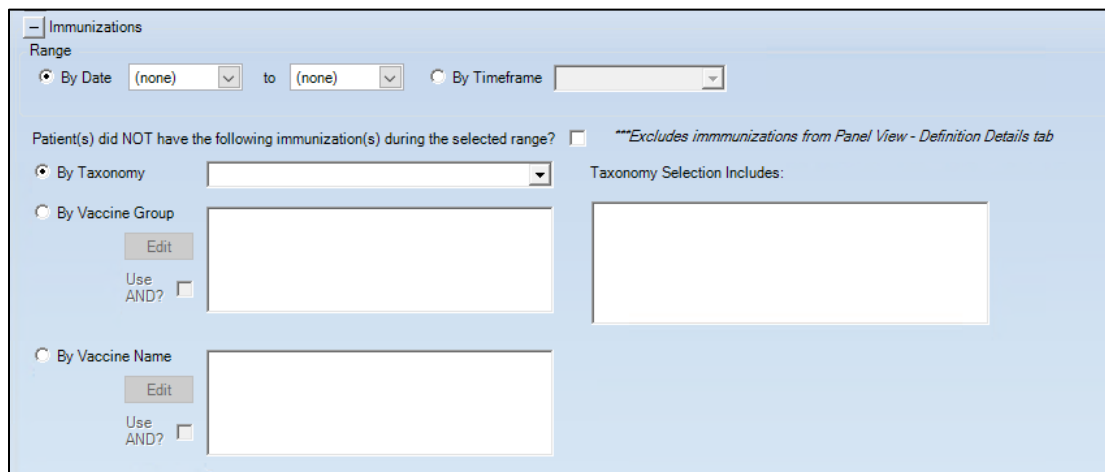 Immunizations
Range
By Date (none) to (none) By Timeframe
Patient(s) did NOT have the following immunization(s) during the selected range? ***Excludes immmunizations from Panel View - Definition Details tab
By Taxonomy Taxonomy Selection Includes:
By Vaccine Group
Edit
Use
AND?
By Vaccine Name
Edit
Use
AND?